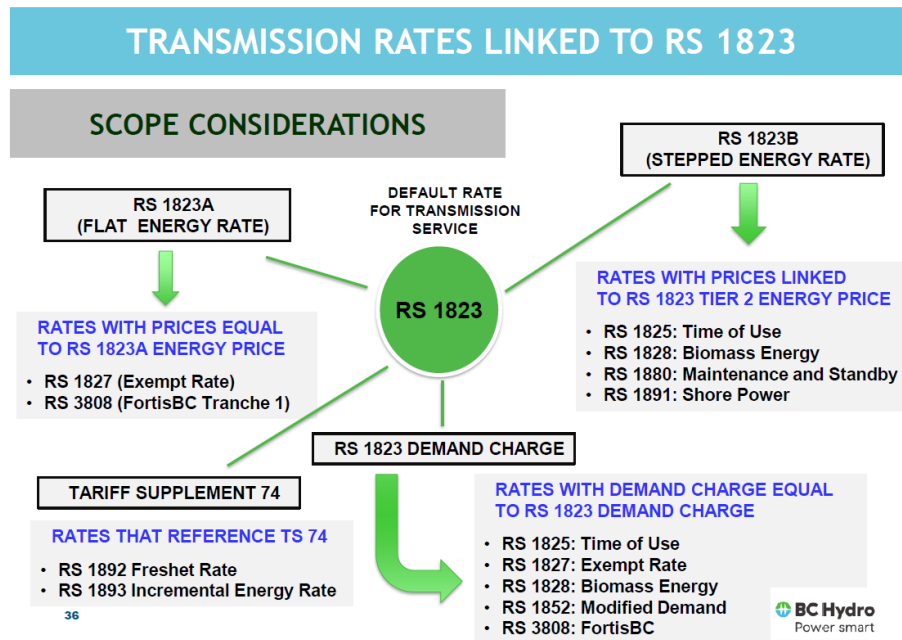 TRANSMISSION RATES LINKED TO RS 1823
SCOPE CONSIDERATIONS
RS 1823A
(FLAT ENERGY RATE)
DEFAULT RATE
FOR TRANSMISSION
SERVICE
RS 1823
RS 1823B
(STEPPED ENERGY RATE)
RATES WITH PRICES EQUAL
TO RS 1823A ENERGY PRICE
• RS 1827 (Exempt Rate)
• RS 3808 (FortisBC Tranche 1)
RATES WITH PRICES LINKED
TO RS 1823 TIER 2 ENERGY PRICE
• RS 1825: Time of Use
• RS 1828: Biomass Energy
• RS 1880: Maintenance and Standby
• RS 1891: Shore Power
RS 1823 DEMAND CHARGE
TARIFF SUPPLEMENT 74
RATES THAT REFERENCE TS 74
• RS 1892 Freshet Rate
• RS 1893 Incremental Energy Rate
RATES WITH DEMAND CHARGE EQUAL
TO RS 1823 DEMAND CHARGE
• RS 1825: Time of Use
• RS 1827: Exempt Rate
• RS 1828: Biomass Energy
• RS 1852: Modified Demand
• RS 3808: FortisBC
36
BC Hydro
Power smart